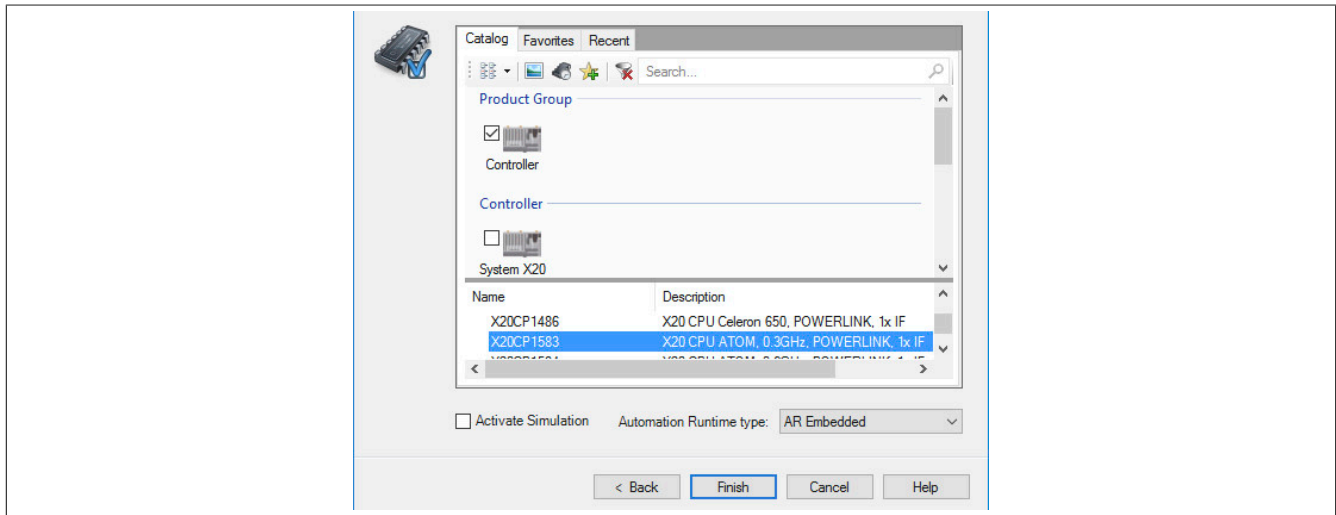 Catalog Favorites Recent
Search...
Product Group
Controller
Controller
System X20
Name Description
X20CP1486 X20 CPU Celeron 650, POWERLINK, 1x IF
X20CP1583 X20 CPU ATOM, 0.3GHz, POWERLINK, 1x IF
Activate Simulation Automation Runtime type: AR Embedded
< Back Finish Cancel Help